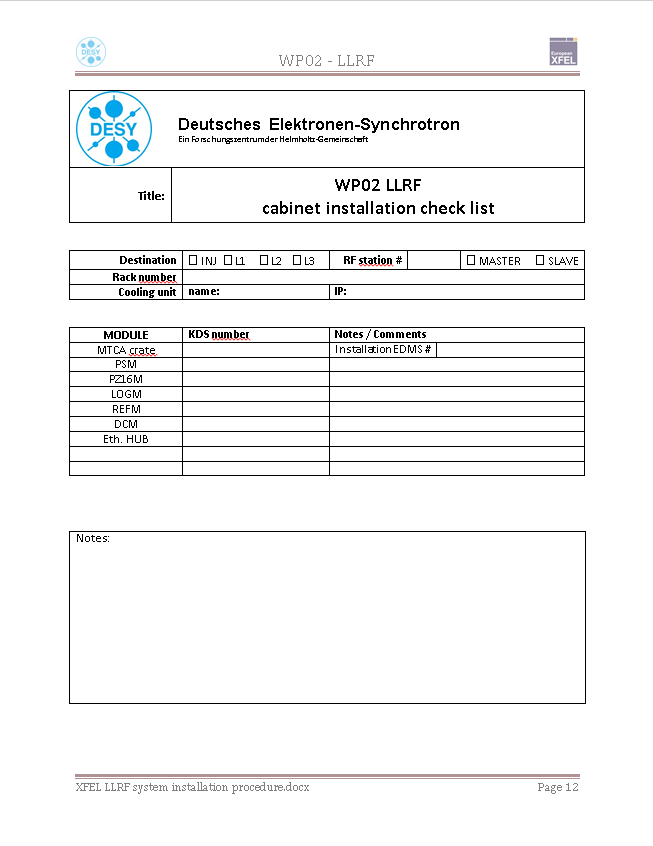 DESY
European
XFEL
WP02 - LLRF
DESY
Deutsches Elektronen-Synchrotron
Ein Forschungszentrum der Helmholtz-Gemeinschaft
Title:
WP02 LLRF
cabinet installation check list
Destination ☐ INJ ☐ L1 ☐ L2 ☐ L3 RF station # ☐ MASTER ☐ SLAVE
Rack number
Cooling unit name: IP:
MODULE KDS number Notes / Comments
MTCA crate Installation EDMS #
PSM
PZ16M
LOGM
REFM
DCM
Eth. HUB
Notes:
XFEL LLRF system installation procedure.docx Page 12